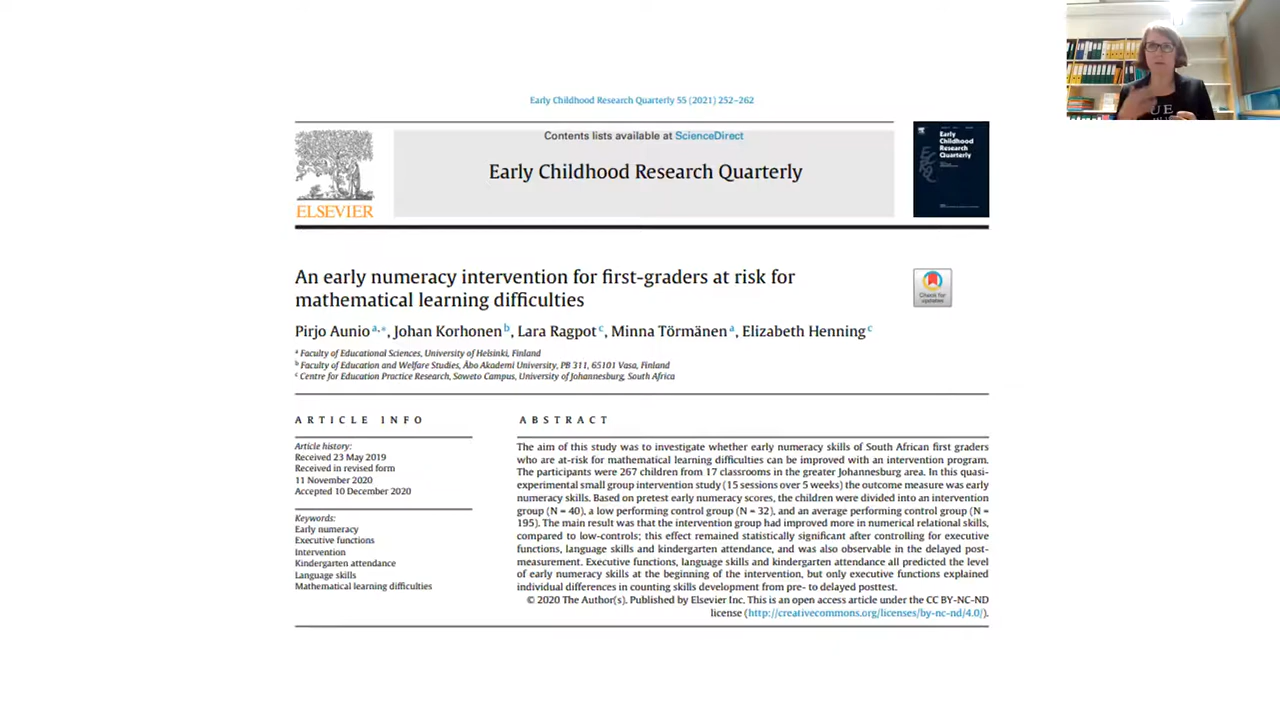 Early Childhood Research Quarterly 55 (2021) 252–262
Contents lists available at ScienceDirect
Early Childhood Research Quarterly
ELSEVIER
Early
Childhood
Research
Quarterly
An early numeracy intervention for first-graders at risk for
mathematical learning difficulties
Check for
updates
Pirjo Aunio a,*, Johan Korhonen b, Lara Ragpot c, Minna Törmänen a, Elizabeth Henning c
a Faculty of Educational Sciences, University of Helsinki, Finland
b Faculty of Education and Welfare Studies, Åbo Akademi University, PB 311, 65101 Vasa, Finland
c Centre for Education Practice Research, Soweto Campus, University of Johannesburg, South Africa
ARTICLE INFO
Article history:
Received 23 May 2019
Received in revised form
11 November 2020
Accepted 10 December 2020
Keywords:
Early numeracy
Executive functions
Intervention
Kindergarten attendance
Language skills
Mathematical learning difficulties
ABSTRACT
The aim of this study was to investigate whether early numeracy skills of South African first graders
who are at-risk for mathematical learning difficulties can be improved with an intervention program.
The participants were 267 children from 17 classrooms in the greater Johannesburg area. In this quasi-
experimental small group intervention study (15 sessions over 5 weeks) the outcome measure was early
numeracy skills. Based on pretest early numeracy scores, the children were divided into an intervention
group (N = 40), a low performing control group (N = 32), and an average performing control group (N =
195). The main result was that the intervention group had improved more in numerical relational skills,
compared to low-controls; this effect remained statistically significant after controlling for executive
functions, language skills and kindergarten attendance, and was also observable in the delayed post-
measurement. Executive functions, language skills and kindergarten attendance all predicted the level
of early numeracy skills at the beginning of the intervention, but only executive functions explained
individual differences in counting skills development from pre- to delayed posttest.
© 2020 The Author(s). Published by Elsevier Inc. This is an open access article under the CC BY-NC-ND
license (http://creativecommons.org/licenses/by-nc-nd/4.0/).